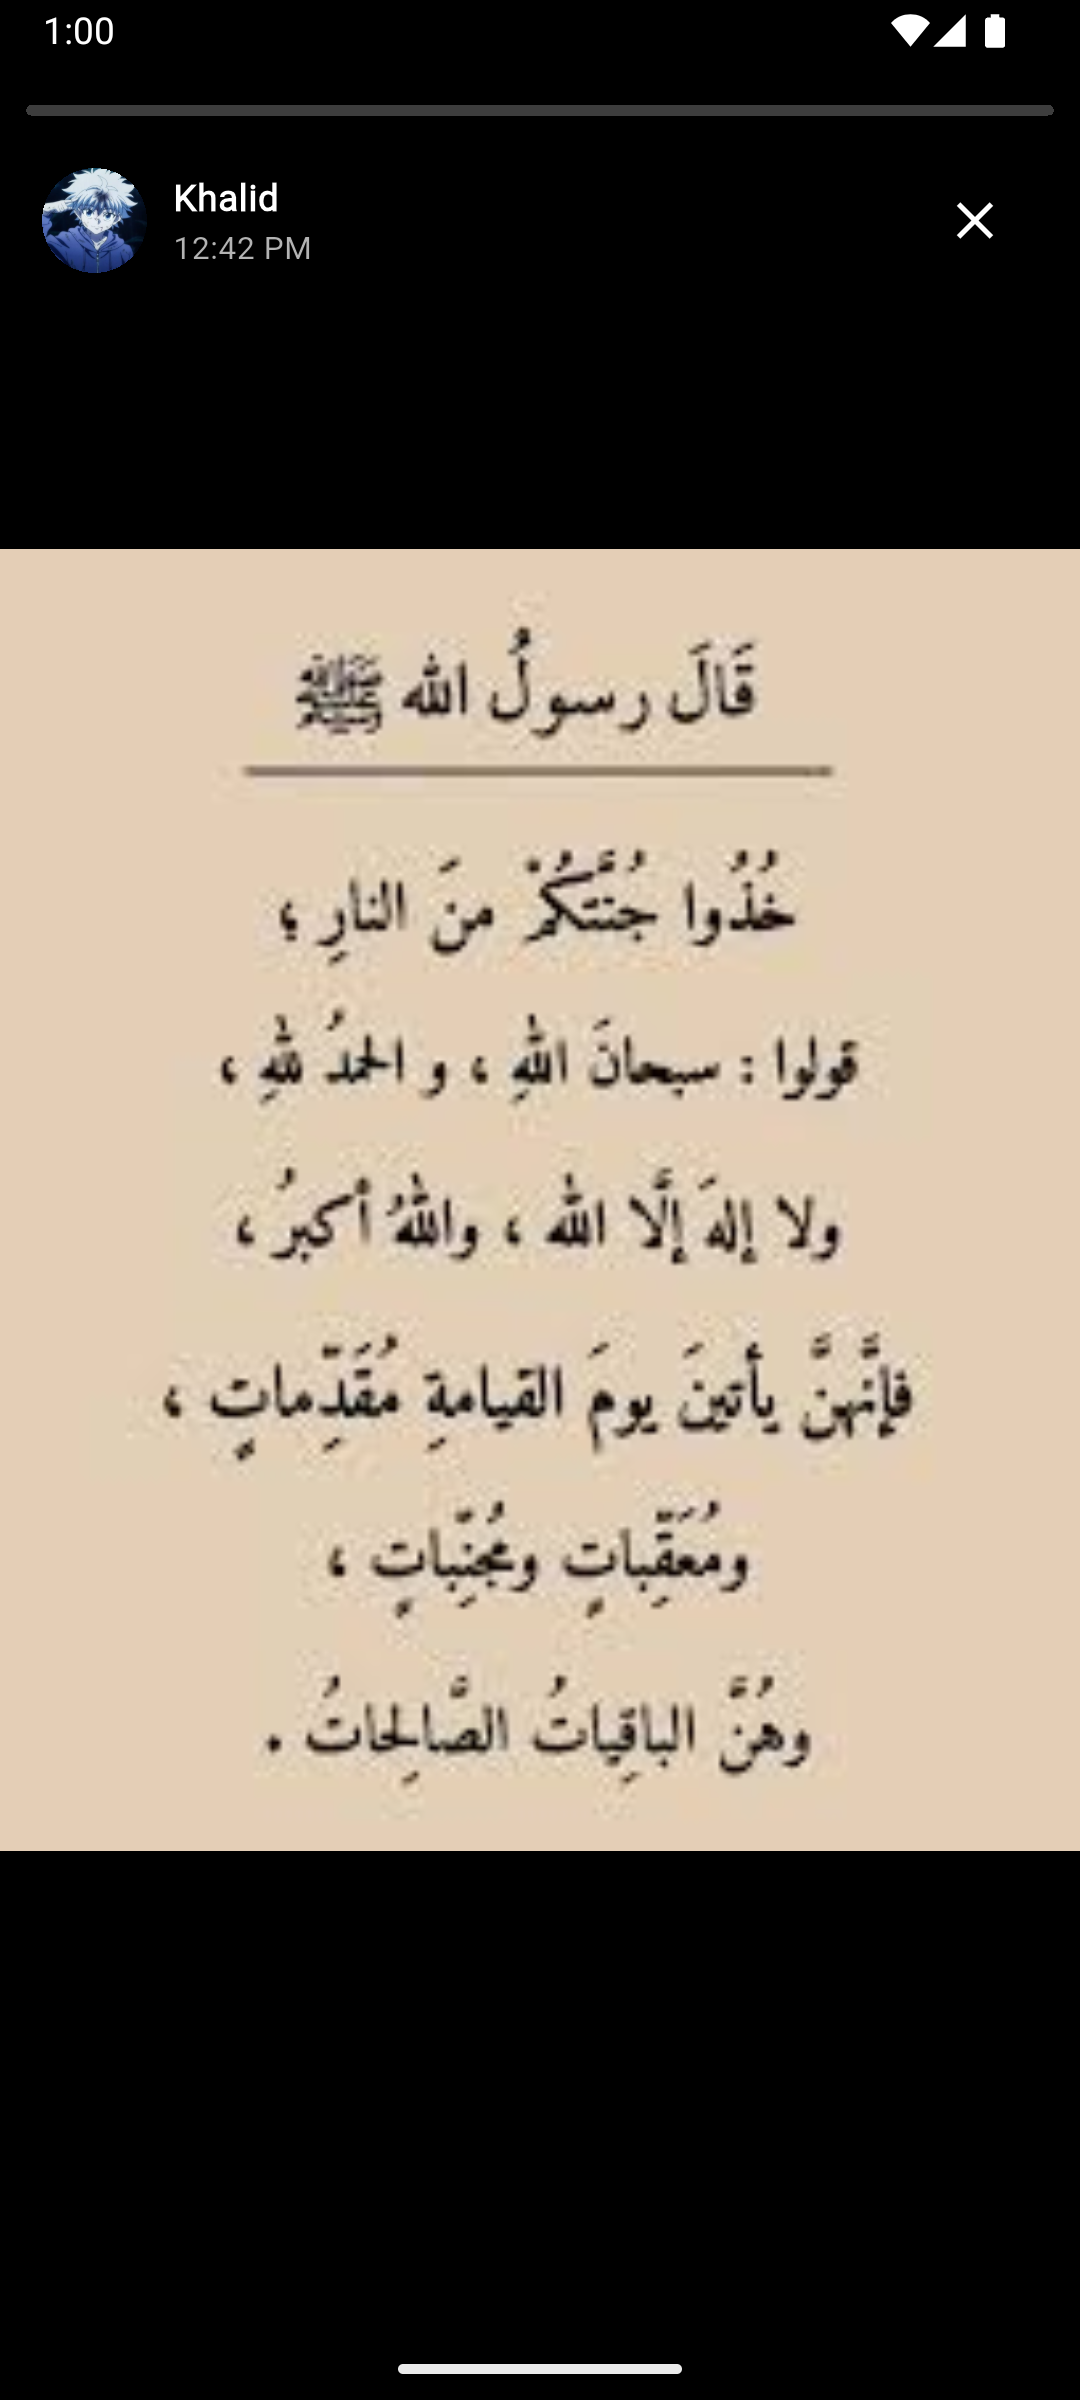 1:00
Khalid
12:42 PM
قَالَ رسولُ الله ﷺ
خُذُوا جُنَّتَكُمْ منَ النارِ ؛
قولوا : سبحانَ اللهِ ، و الحمدُ للهِ ،
ولا إلهَ إلَّا الله ، واللهُ أكبرُ ،
فإنَّهنَّ يأتينَ يومَ القيامةِ مُقَدِّماتٍ ،
ومُعَقِّباتٍ ومُجنِّباتٍ ،
وهُنَّ الباقِياتُ الصَّالِحاتُ .